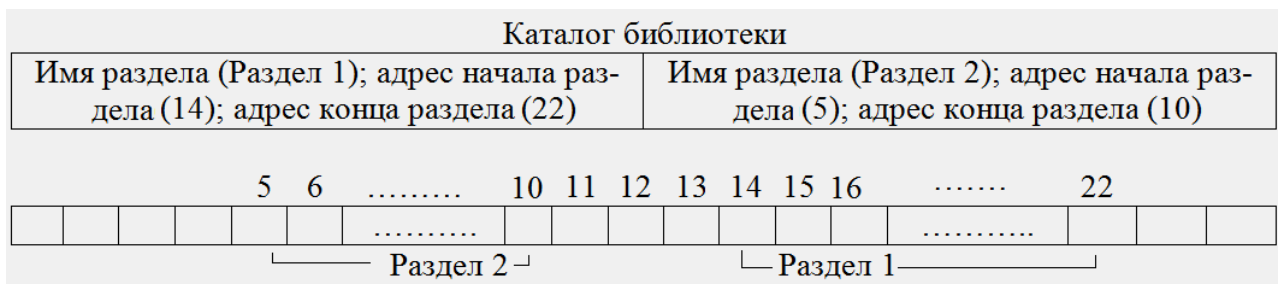 Каталог библиотеки
Имя раздела (Раздел 1); адрес начала раз-
дела (14); адрес конца раздела (22)
Имя раздела (Раздел 2); адрес начала раз-
дела (5); адрес конца раздела (10)
5 6 ……… 10 11 12 13 14 15 16 ……. 22
………. ………..
Раздел 2 Раздел 1